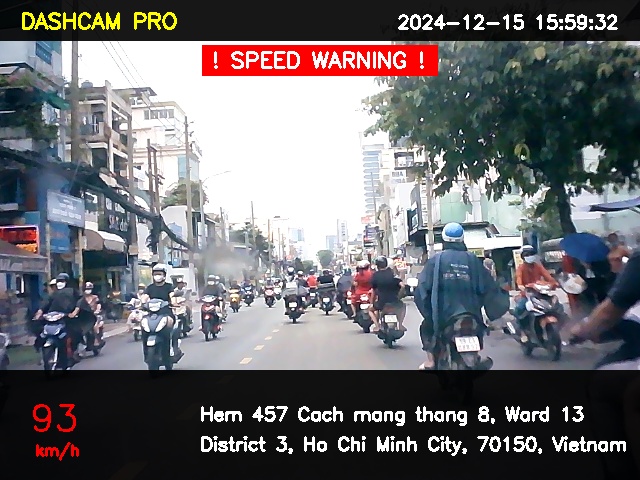 DASHCAM PRO
2024-12-15 15:59:32
! SPEED WARNING !
93
km/h
Hem 457 Cach mang thang 8, Ward 13
District 3, Ho Chi Minh City, 70150, Vietnam